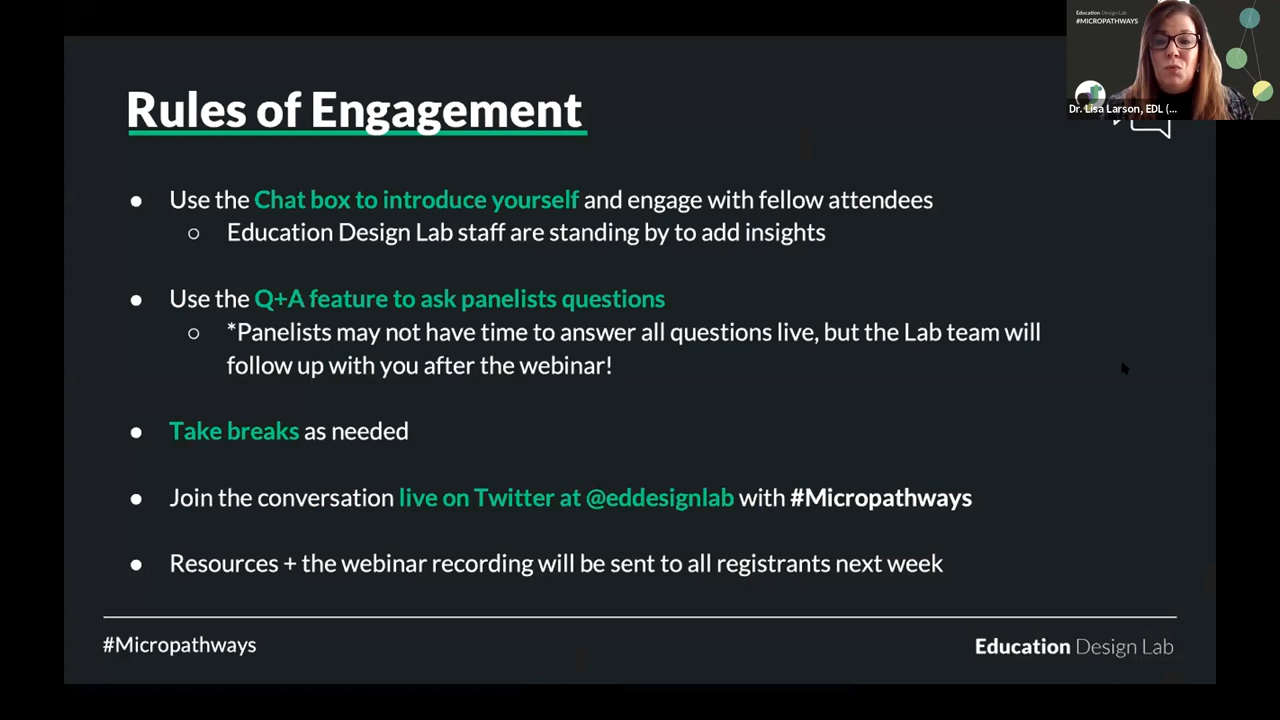 Education Design Lab
#MICROPATHWAYS
Dr. Lisa Larson, EDL (...
Rules of Engagement
● Use the Chat box to introduce yourself and engage with fellow attendees
○ Education Design Lab staff are standing by to add insights
● Use the Q+A feature to ask panelists questions
○ *Panelists may not have time to answer all questions live, but the Lab team will
follow up with you after the webinar!
● Take breaks as needed
● Join the conversation live on Twitter at @eddesignlab with #Micropathways
● Resources + the webinar recording will be sent to all registrants next week
#Micropathways
Education Design Lab